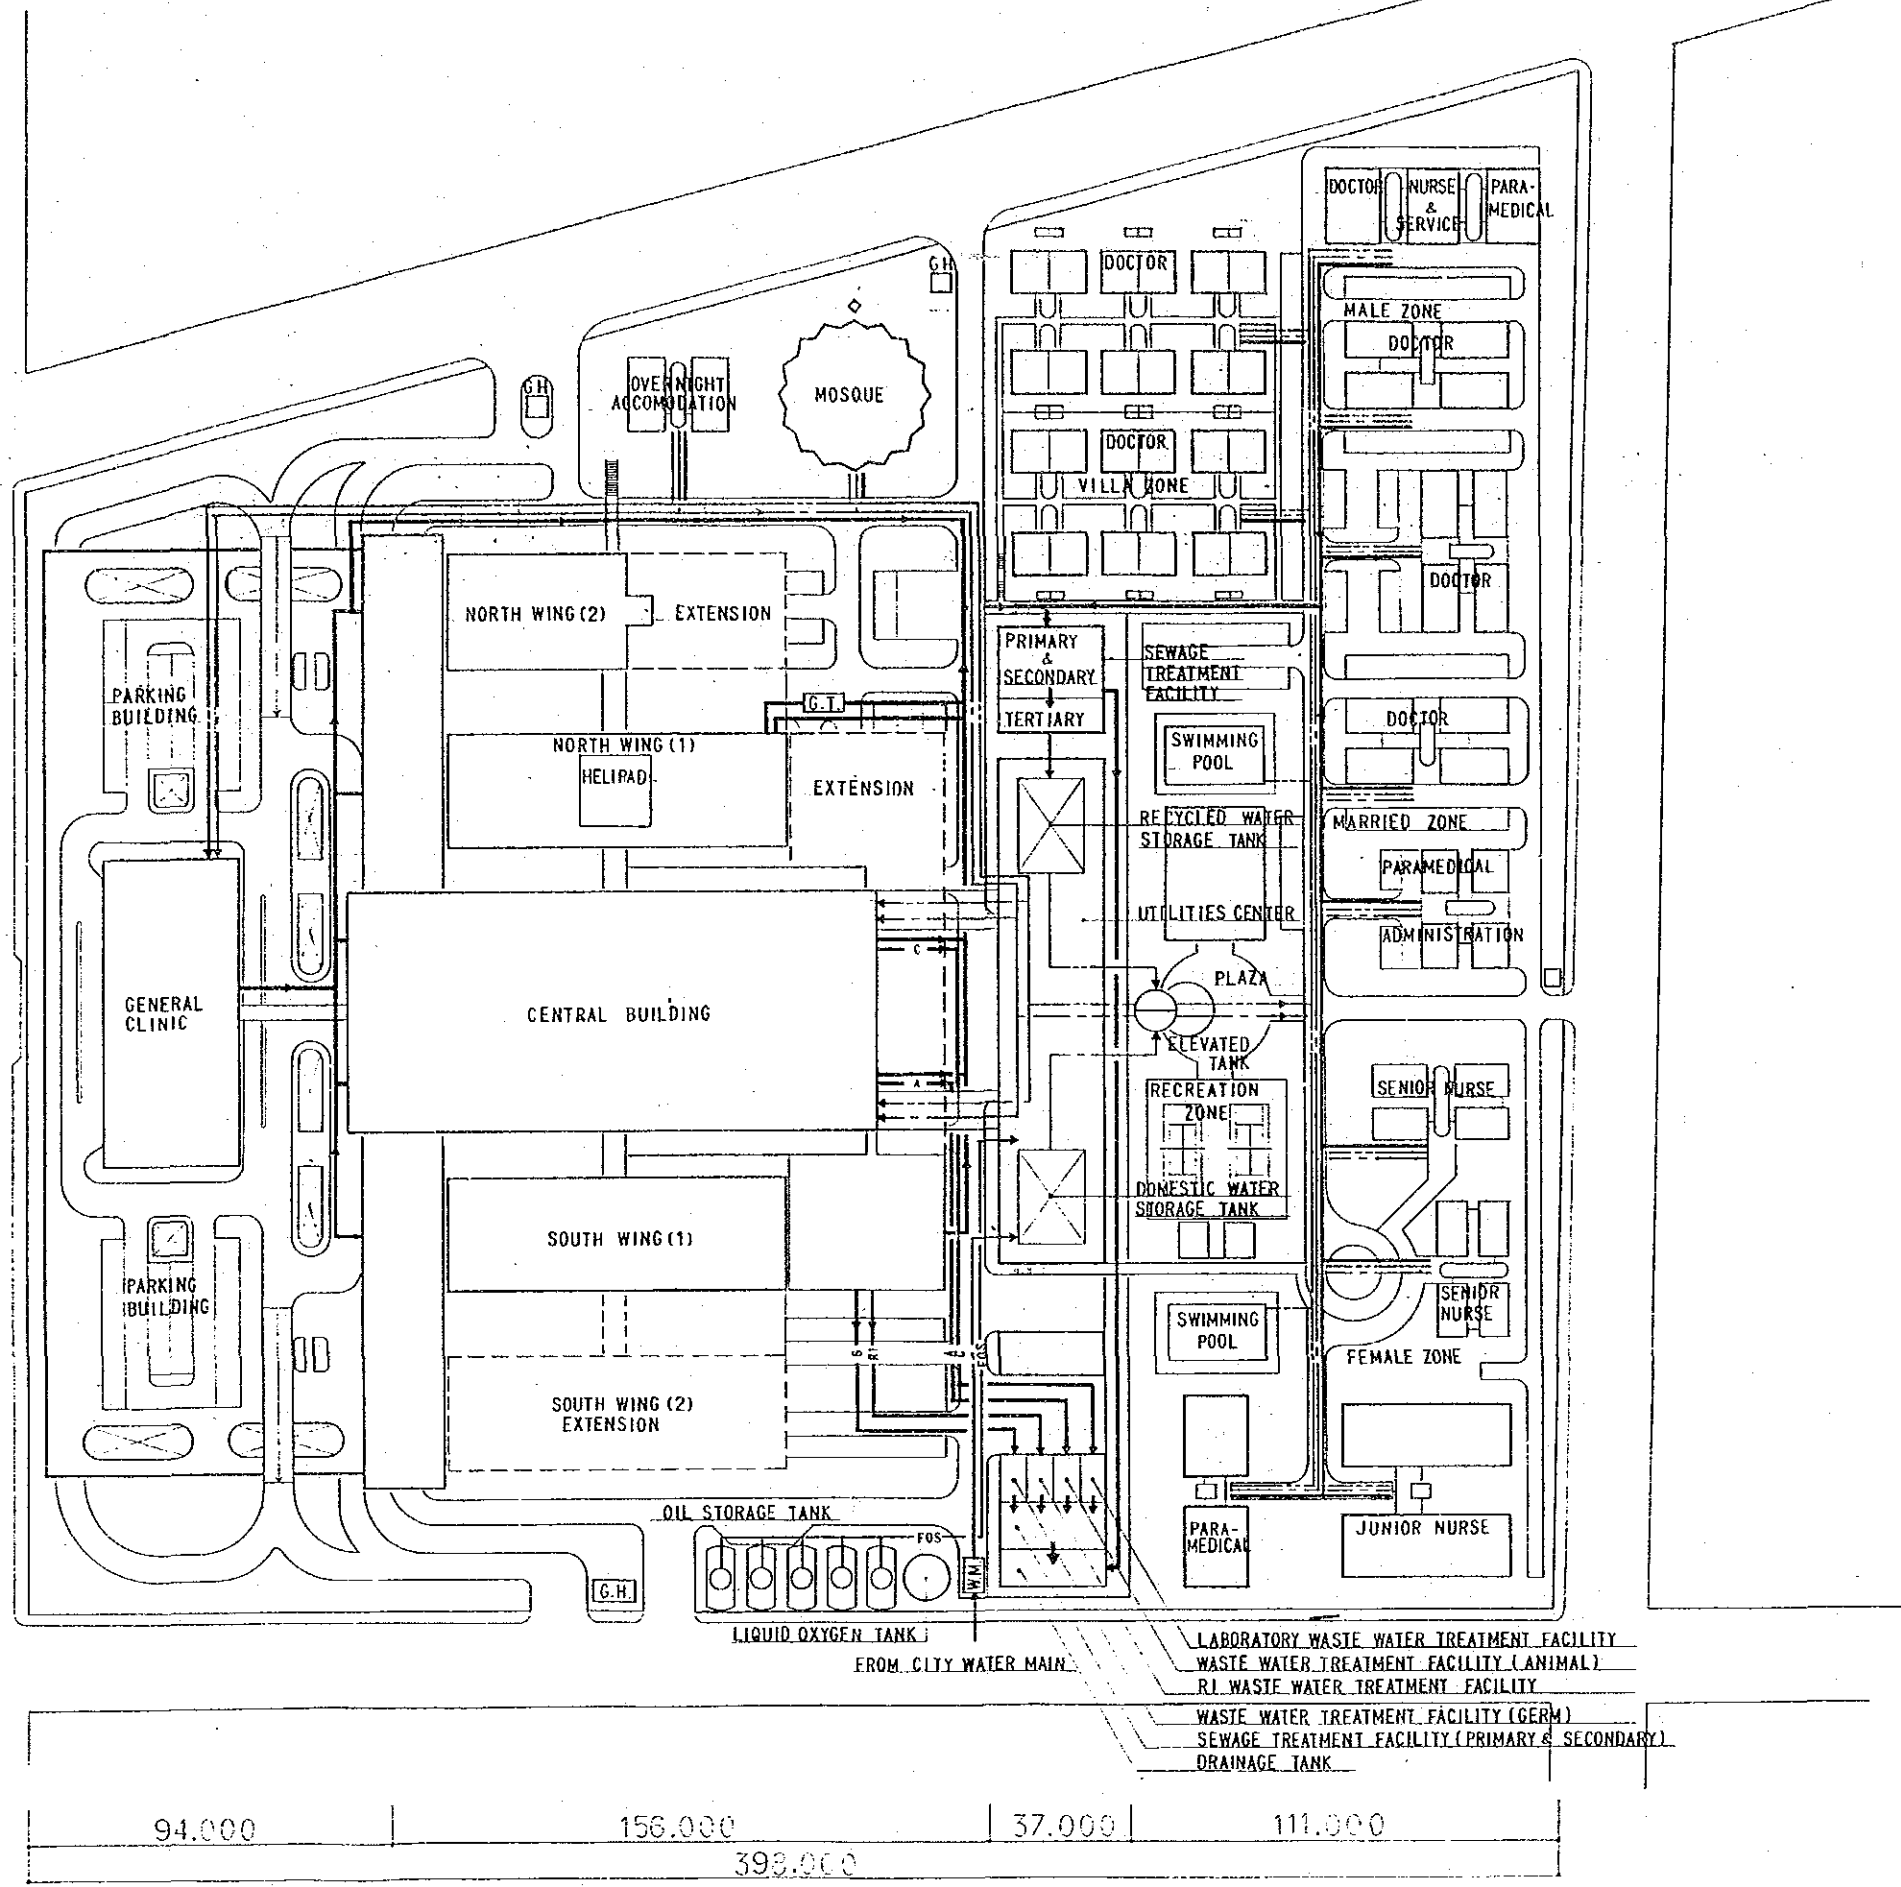 DOCTOR
NURSE
&
SERVICE
PARA-
MEDICAL
GH
DOCTOR
MALE ZONE
DOCTOR
GH
OVERNIGHT
ACCOMODATION
MOSQUE
DOCTOR
VILLA ZONE
DOCTOR
NORTH WING (2)
EXTENSION
PRIMARY
&
SECONDARY
TERTIARY
SEWAGE
TREATMENT
FACILITY
PARKING
BUILDING
G.T.
DOCTOR
NORTH WING (1)
HELIPAD
EXTENSION
SWIMMING
POOL
RECYCLED WATER
STORAGE TANK
MARRIED ZONE
PARAMEDICAL
UTILITIES CENTER
ADMINISTRATION
C
PLAZA
GENERAL
CLINIC
CENTRAL BUILDING
ELEVATED
TANK
A
RECREATION
ZONE
SENIOR NURSE
DOMESTIC WATER
STORAGE TANK
SOUTH WING (1)
PARKING
BUILDING
SENIOR
NURSE
SWIMMING
POOL
FEMALE ZONE
G
RI
A
C
FOS
SOUTH WING (2)
EXTENSION
OIL STORAGE TANK
FOS
PARA-
MEDICAL
JUNIOR NURSE
G.H.
W.M
LIQUID OXYGEN TANK
FROM CITY WATER MAIN
LABORATORY WASTE WATER TREATMENT FACILITY
WASTE WATER TREATMENT FACILITY (ANIMAL)
RI WASTE WATER TREATMENT FACILITY
WASTE WATER TREATMENT FACILITY (GERM)
SEWAGE TREATMENT FACILITY (PRIMARY & SECONDARY)
DRAINAGE TANK
94.000
156.000
37.000
111.000
398.000